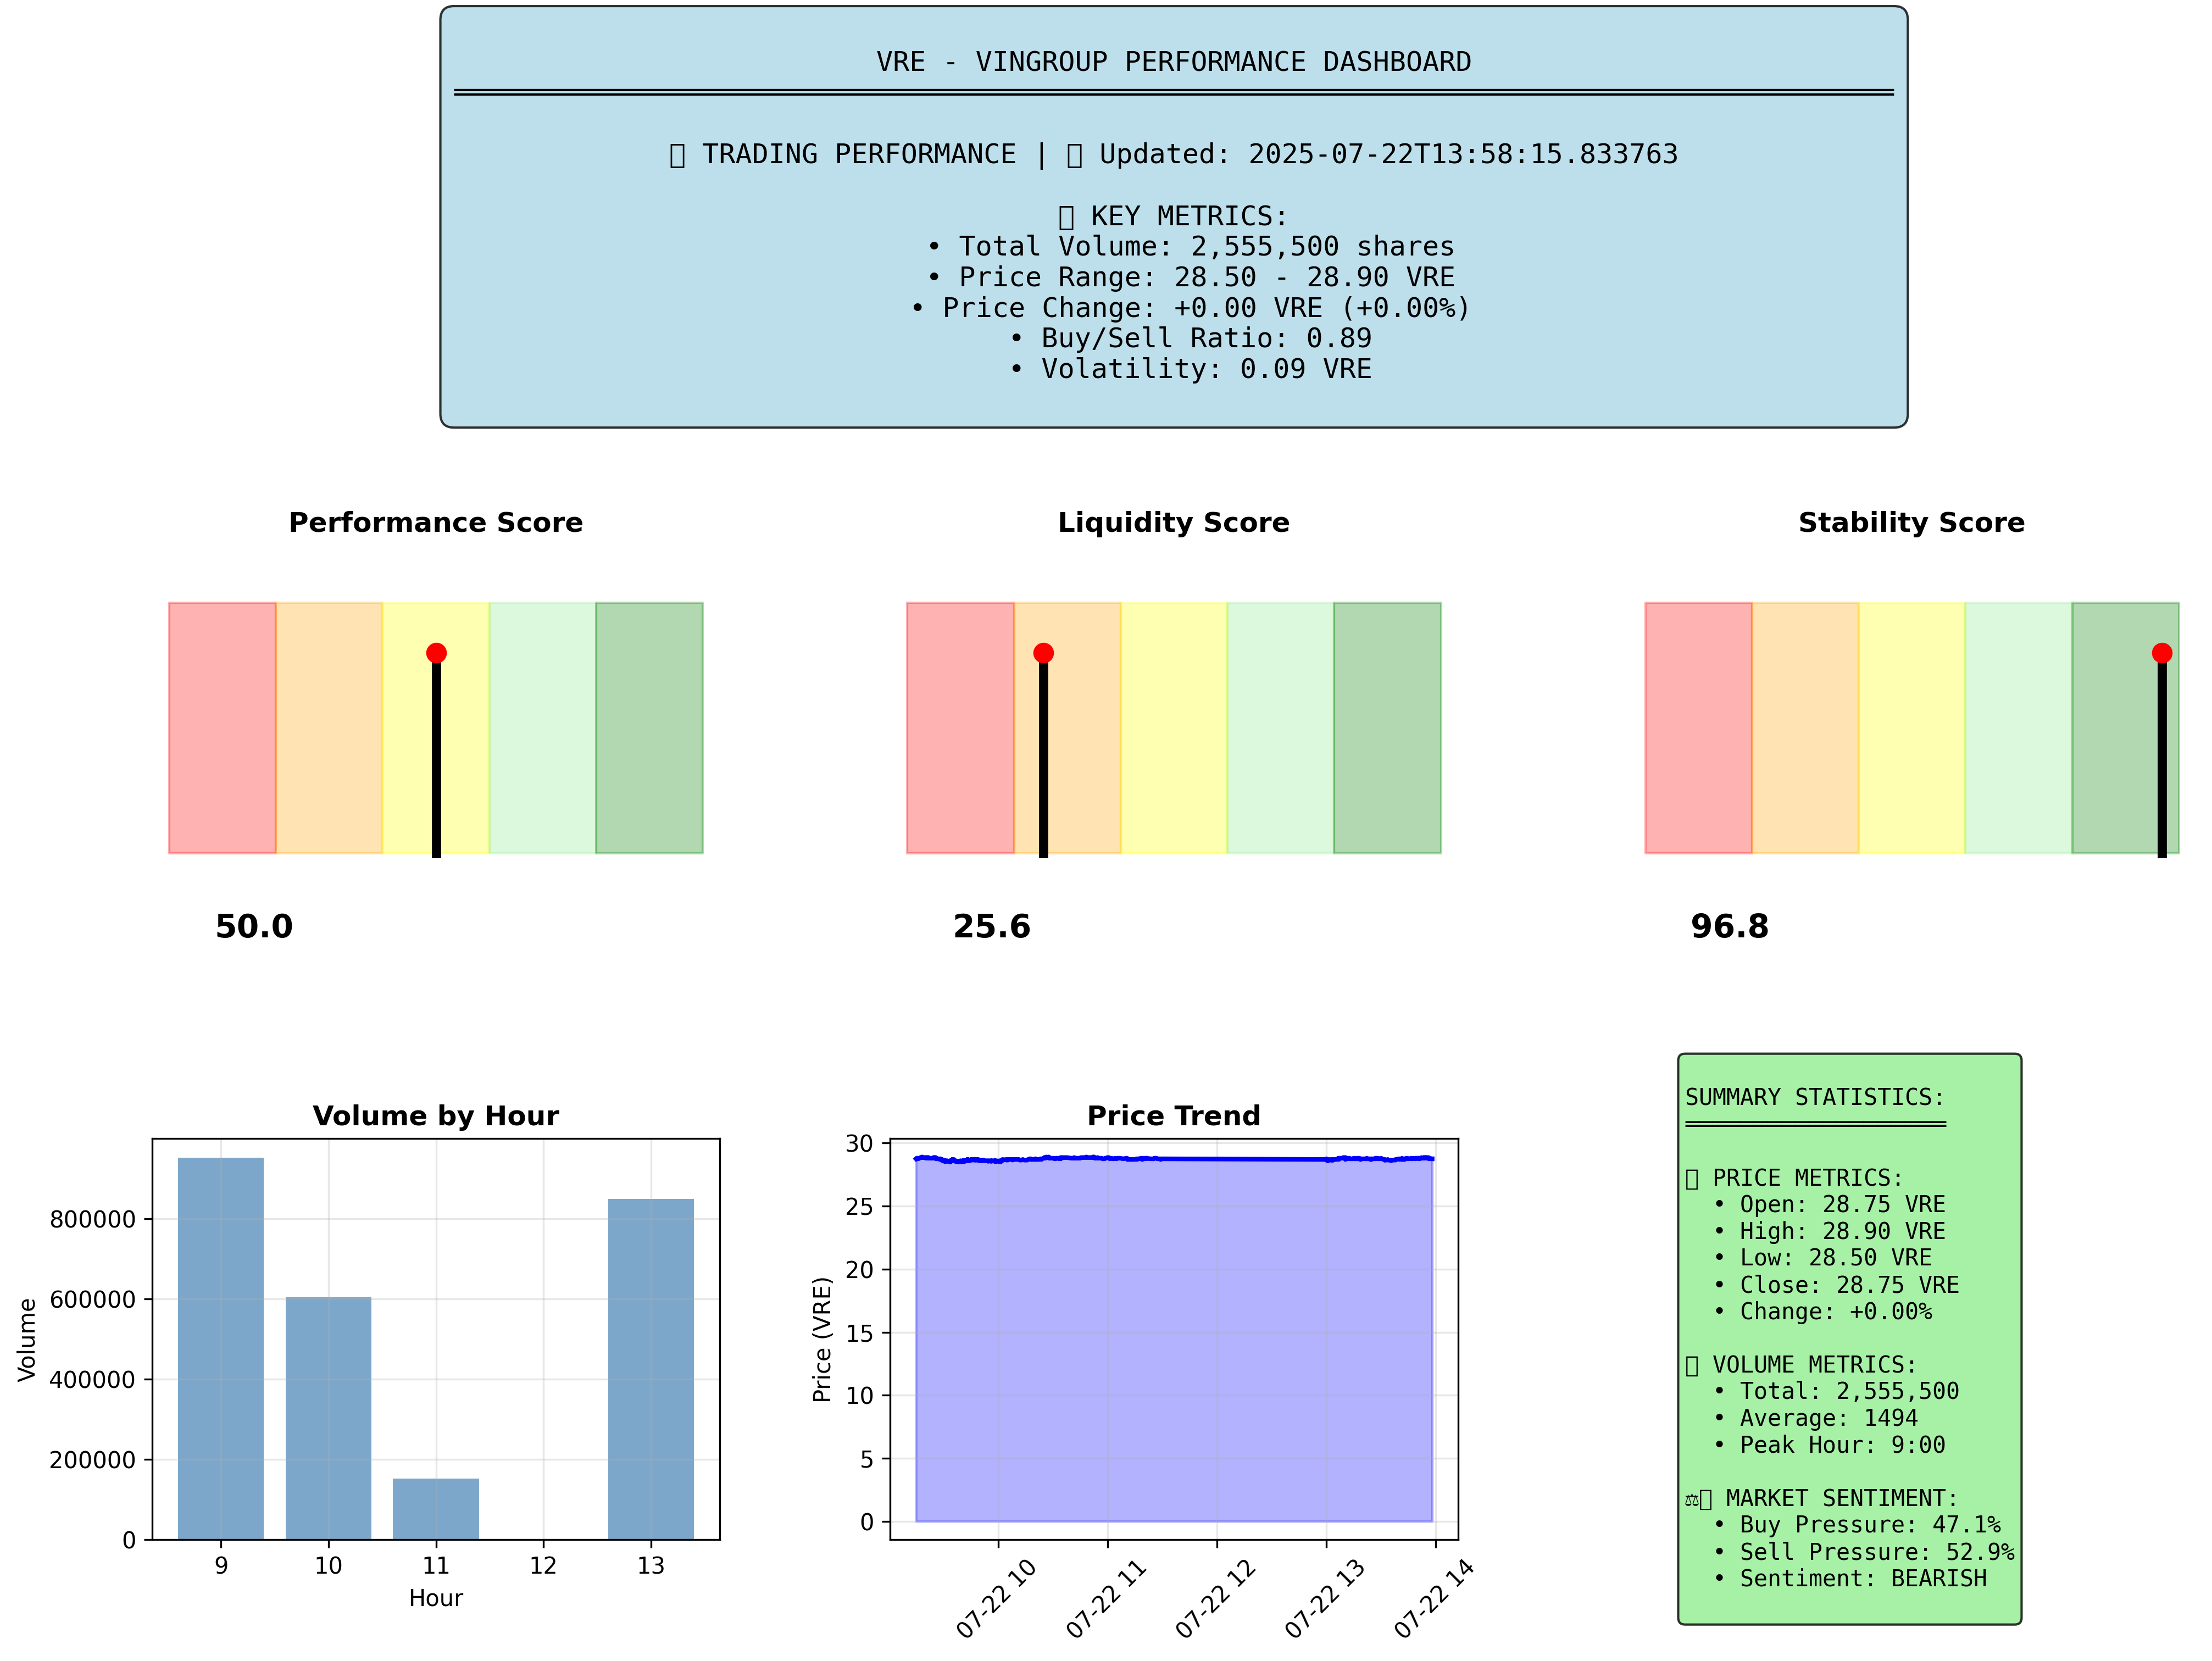 VRE - VINGROUP PERFORMANCE DASHBOARD
TRADING PERFORMANCE | Updated: 2025-07-22T13:58:15.833763
KEY METRICS:
• Total Volume: 2,555,500 shares
• Price Range: 28.50 - 28.90 VRE
• Price Change: +0.00 VRE (+0.00%)
• Buy/Sell Ratio: 0.89
• Volatility: 0.09 VRE
Performance Score
Liquidity Score
Stability Score
50.0
25.6
96.8
Volume by Hour
Volume
800000
600000
400000
200000
0
9 10 11 12 13
Hour
Price Trend
Price (VRE)
30
25
20
15
10
5
0
07-22 10
07-22 11
07-22 12
07-22 13
07-22 14
SUMMARY STATISTICS:
PRICE METRICS:
• Open: 28.75 VRE
• High: 28.90 VRE
• Low: 28.50 VRE
• Close: 28.75 VRE
• Change: +0.00%
VOLUME METRICS:
• Total: 2,555,500
• Average: 1494
• Peak Hour: 9:00
⚖ MARKET SENTIMENT:
• Buy Pressure: 47.1%
• Sell Pressure: 52.9%
• Sentiment: BEARISH